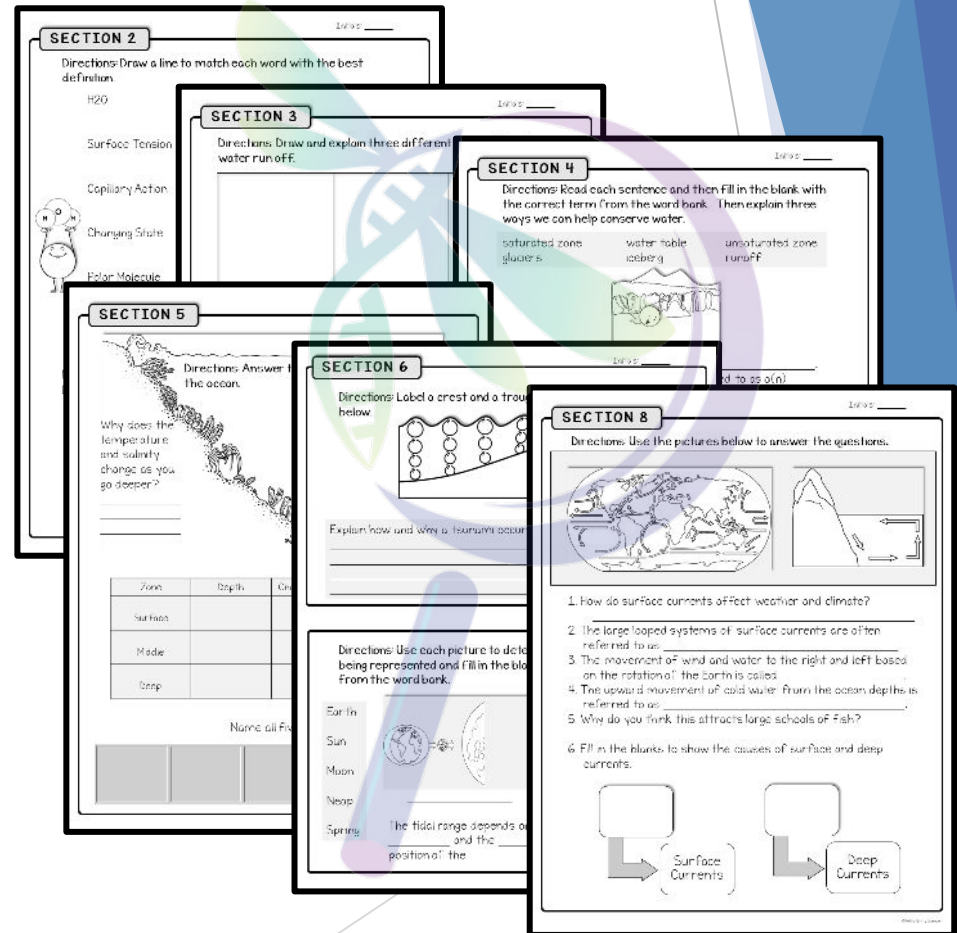 Initials:
SECTION 2
Directions: Draw a line to match each word with the best
definition.
H2O
Surface Tension
Capillary Action
Changing State
Polar Molecule
Initials:
SECTION 3
Directions: Draw and explain three different
water run off.
Initials:
SECTION 4
Directions: Read each sentence and then fill in the blank with
the correct term from the word bank. Then explain three
ways we can help conserve water.
saturated zone water table unsaturated zone
glaciers iceberg runoff
ed to as a(n)
SECTION 5
Directions: Answer
the ocean.
Why does the
temperature
and salinity
change as you
go deeper?
Zone Depth
Surface
Middle
Deep
Name all
Initials:
SECTION 6
Directions: Label a crest and a
below.
Explain how and why a tsunami
Directions: Use each picture to
being represented and fill in the
from the word bank.
Earth
Sun
Moon
Neap
Spring
The tidal range depends
and the
position of the
Initials:
SECTION 8
Directions: Use the pictures below to answer the questions.
1. How do surface currents affect weather and climate?
2. The large looped systems of surface currents are often
referred to as
3. The movement of wind and water to the right and left based
on the rotation of the Earth is called
4. The upward movement of cold water from the ocean depths is
referred to as
5. Why do you think this attracts large schools of fish?
6. Fill in the blanks to show the causes of surface and deep
currents.
Surface
Currents
Deep
Currents